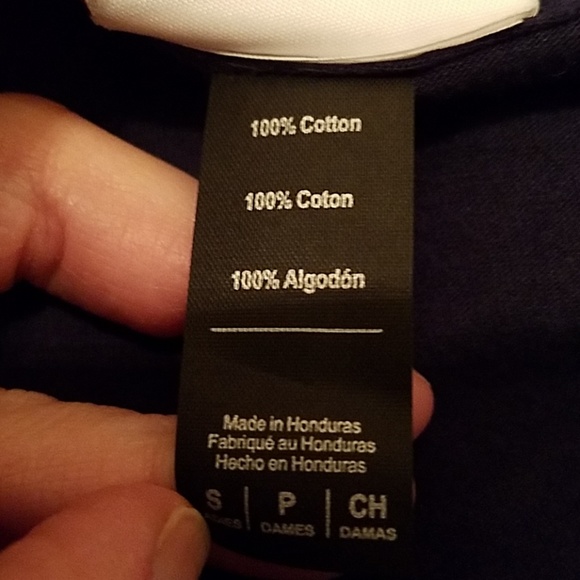 100% Cotton
100% Coton
100% Algodón
Made in Honduras
Fabriqué au Honduras
Hecho en Honduras
S | P | CH
DAMES | DAMAS